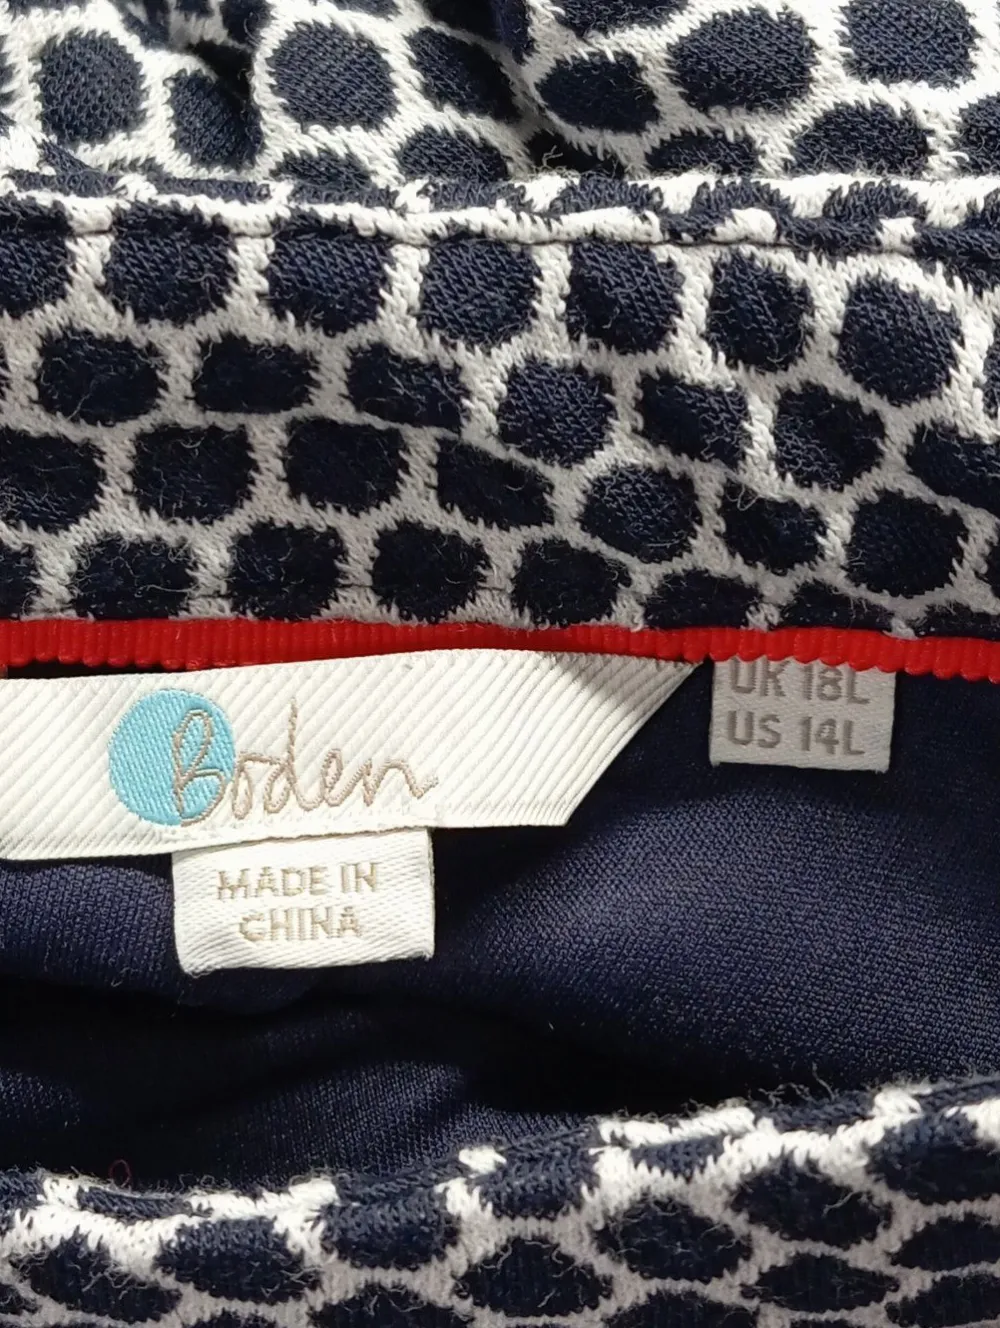 Boden
MADE IN
CHINA
UK 18L
US 14L